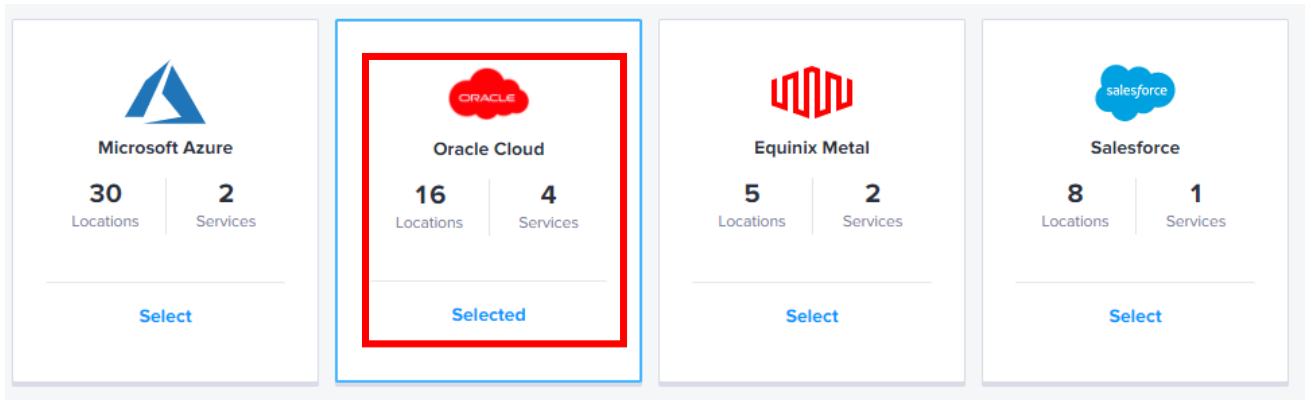 ORACLE
salesforce
Microsoft Azure
Oracle Cloud
Equinix Metal
Salesforce
30
2
16
4
5
2
8
1
Locations
Services
Locations
Services
Locations
Services
Locations
Services
Select
Selected
Select
Select